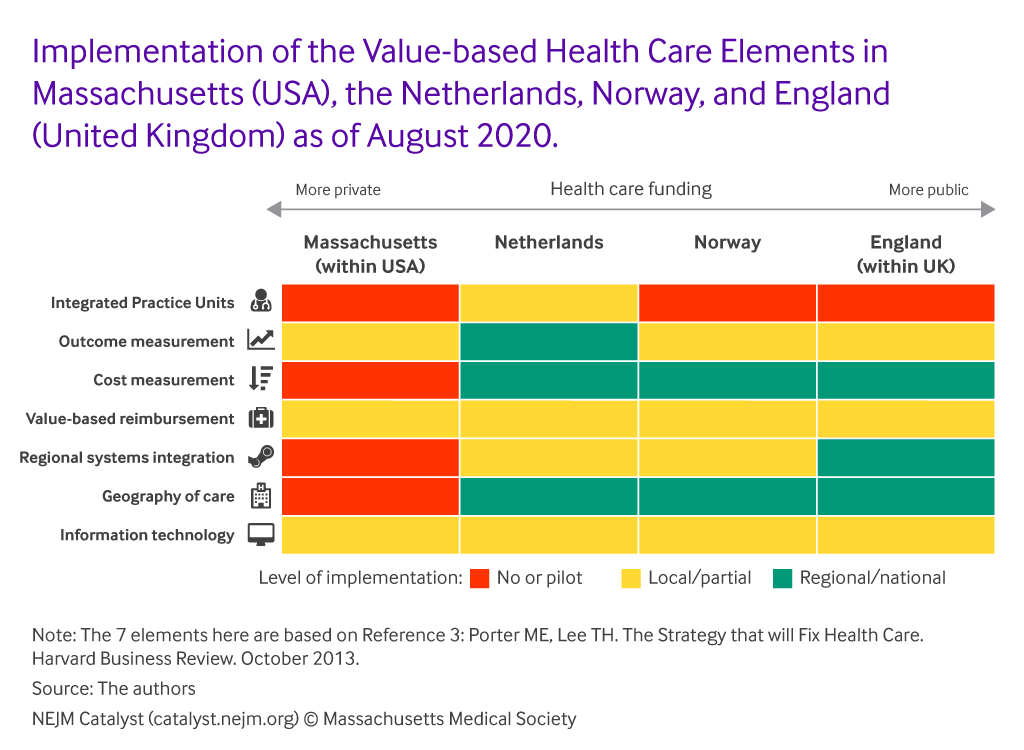 Implementation of the Value-based Health Care Elements in
Massachusetts (USA), the Netherlands, Norway, and England
(United Kingdom) as of August 2020.
More private
Health care funding
More public
Massachusetts
(within USA)
Netherlands
Norway
England
(within UK)
Integrated Practice Units
Outcome measurement
Cost measurement
Value-based reimbursement
Regional systems integration
Geography of care
H
Information technology
Level of implementation: No or pilot Local/partial Regional/national
Note: The 7 elements here are based on Reference 3: Porter ME, Lee TH. The Strategy that will Fix Health Care.
Harvard Business Review. October 2013.
Source: The authors
NEJM Catalyst (catalyst.nejm.org) © Massachusetts Medical Society